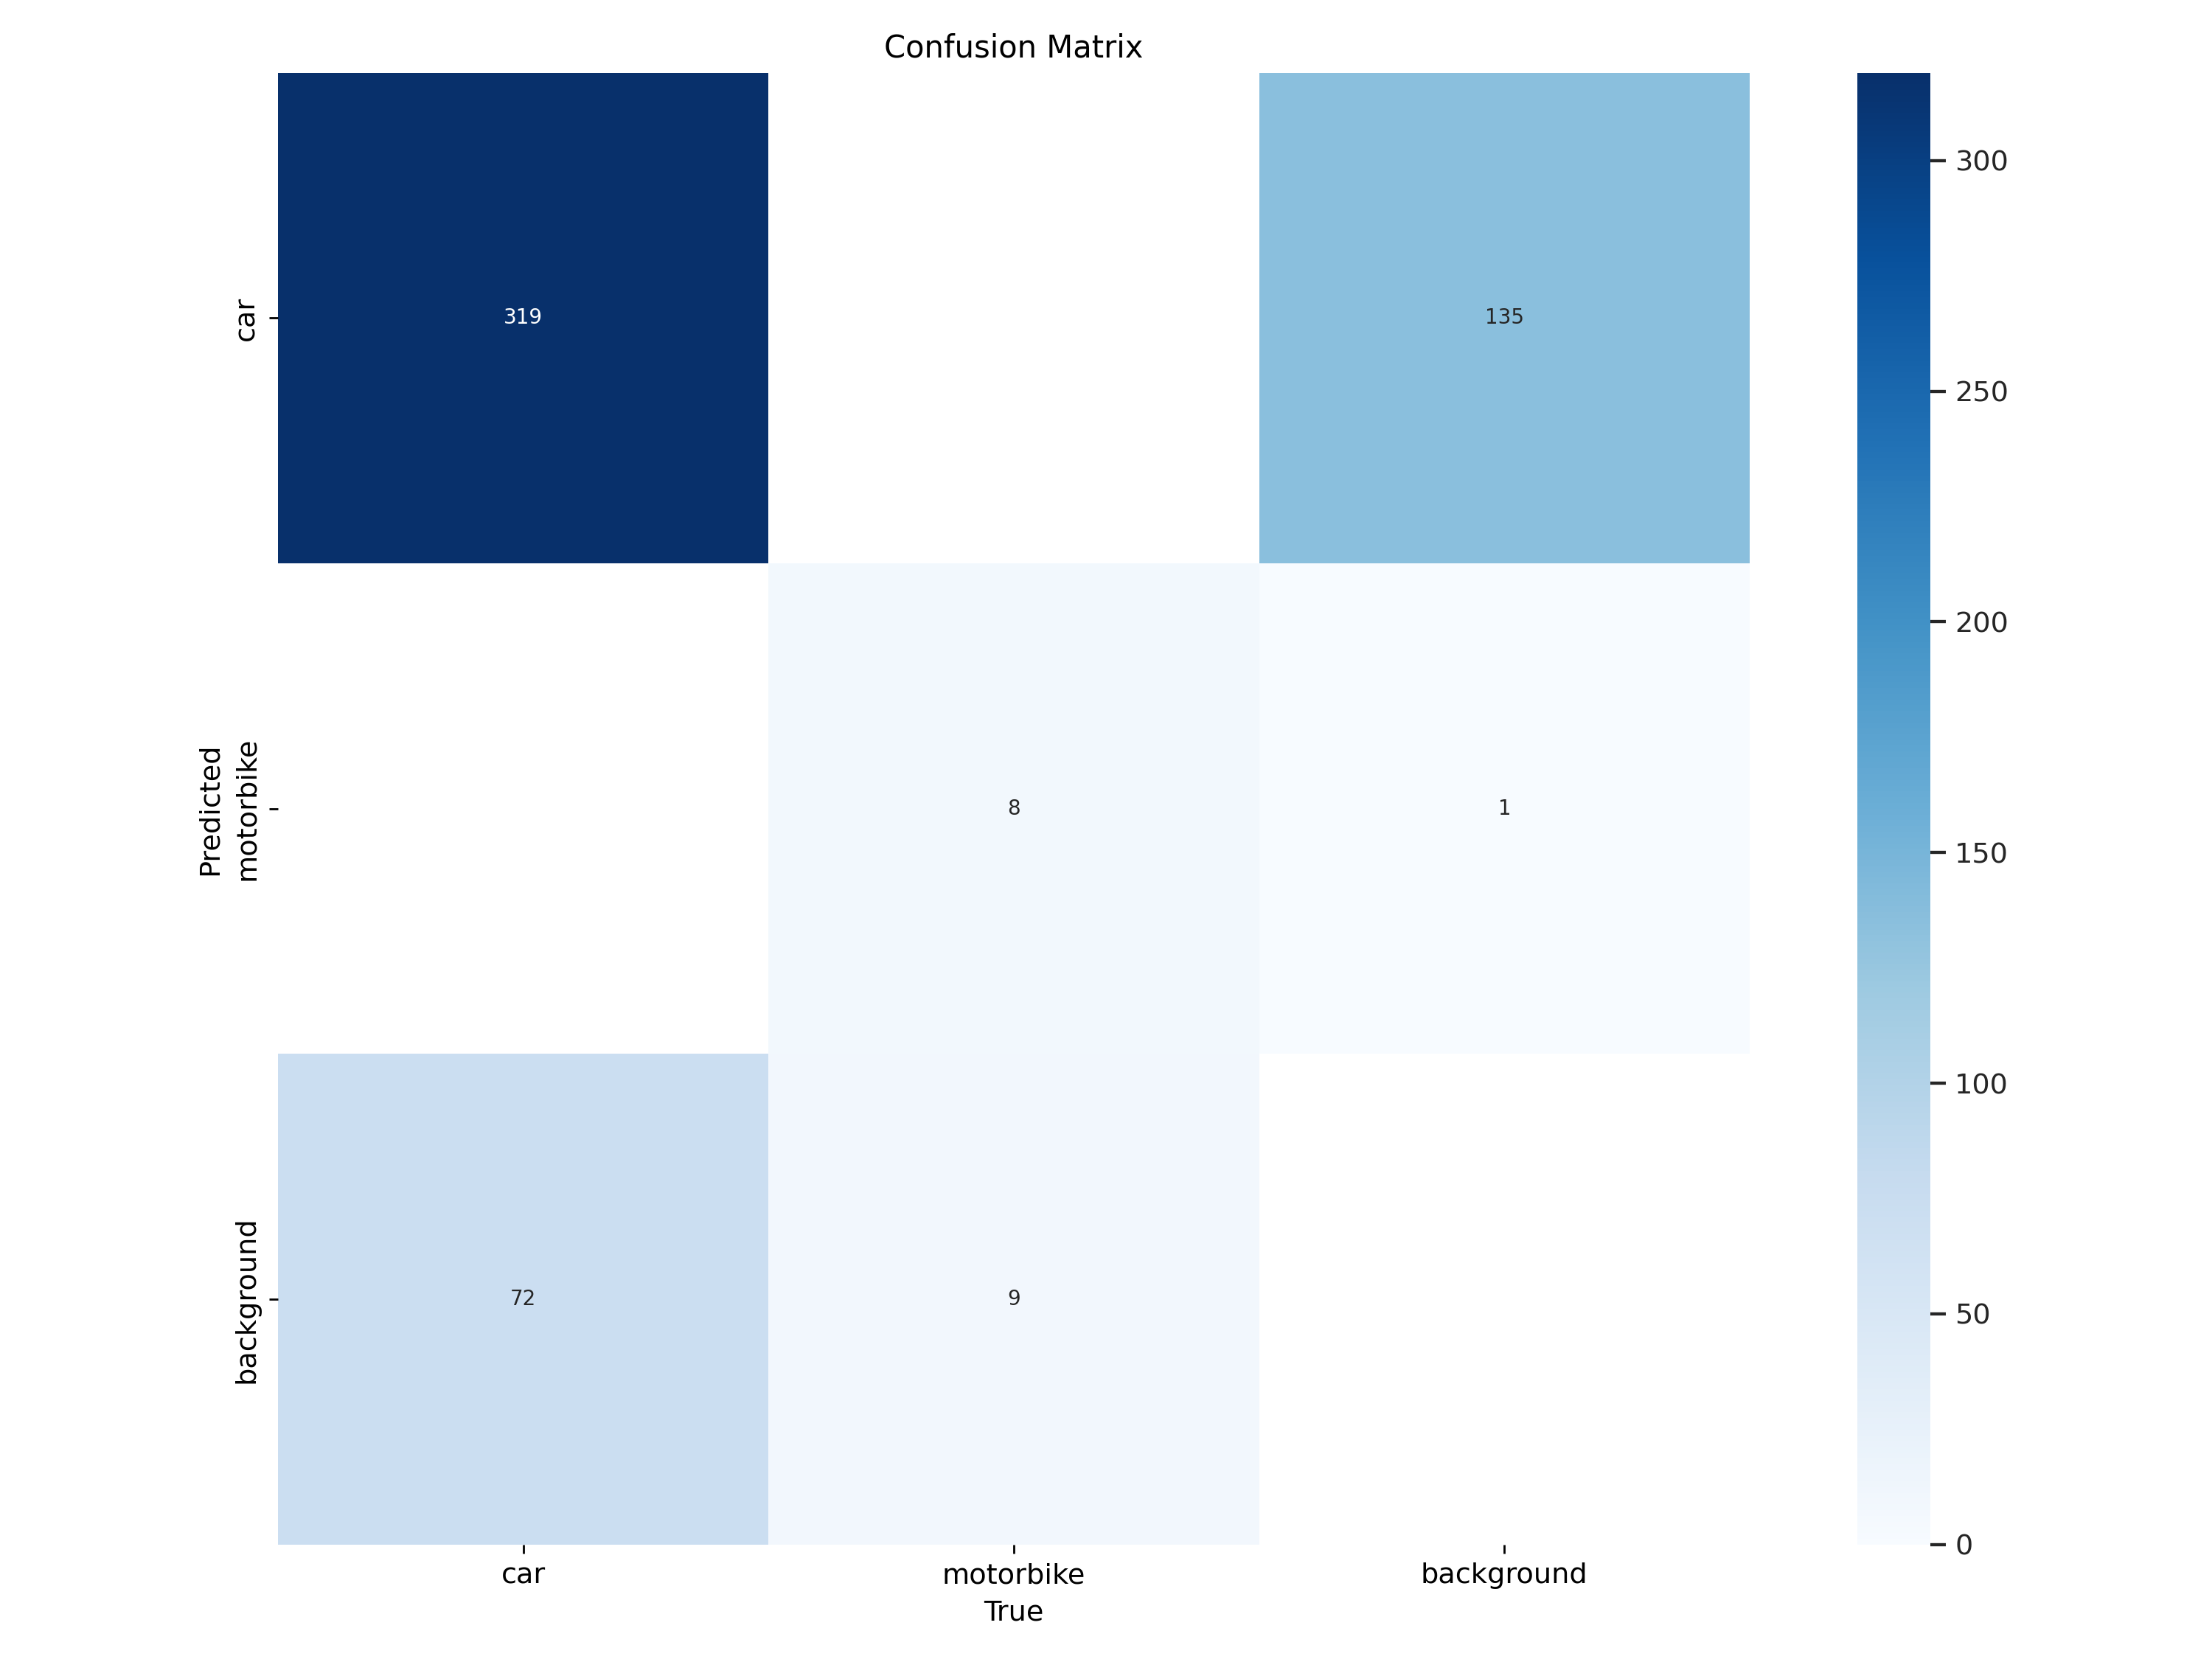 Confusion Matrix
car
319
135
300
250
200
150
100
50
0
Predicted
motorbike
8
1
background
72
9
car
motorbike
background
True